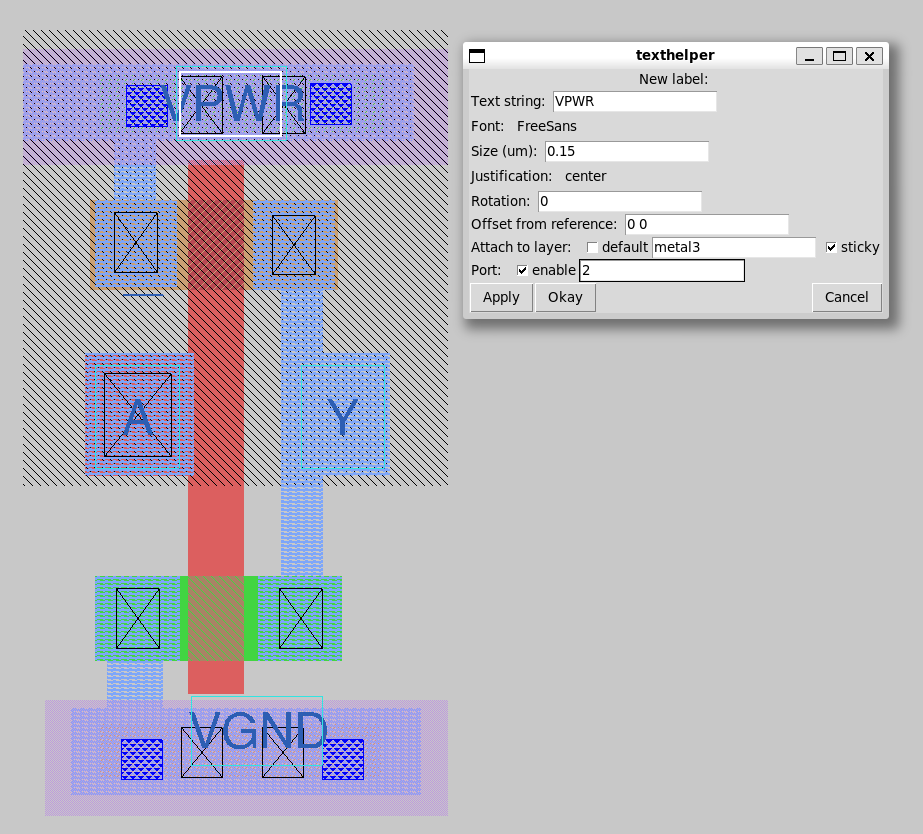 VPWR
A
Y
VGND
texthelper
New label:
Text string: VPWR
Font: FreeSans
Size (um): 0.15
Justification: center
Rotation: 0
Offset from reference: 0 0
Attach to layer: default metal3 sticky
Port: enable 2
Apply Okay Cancel